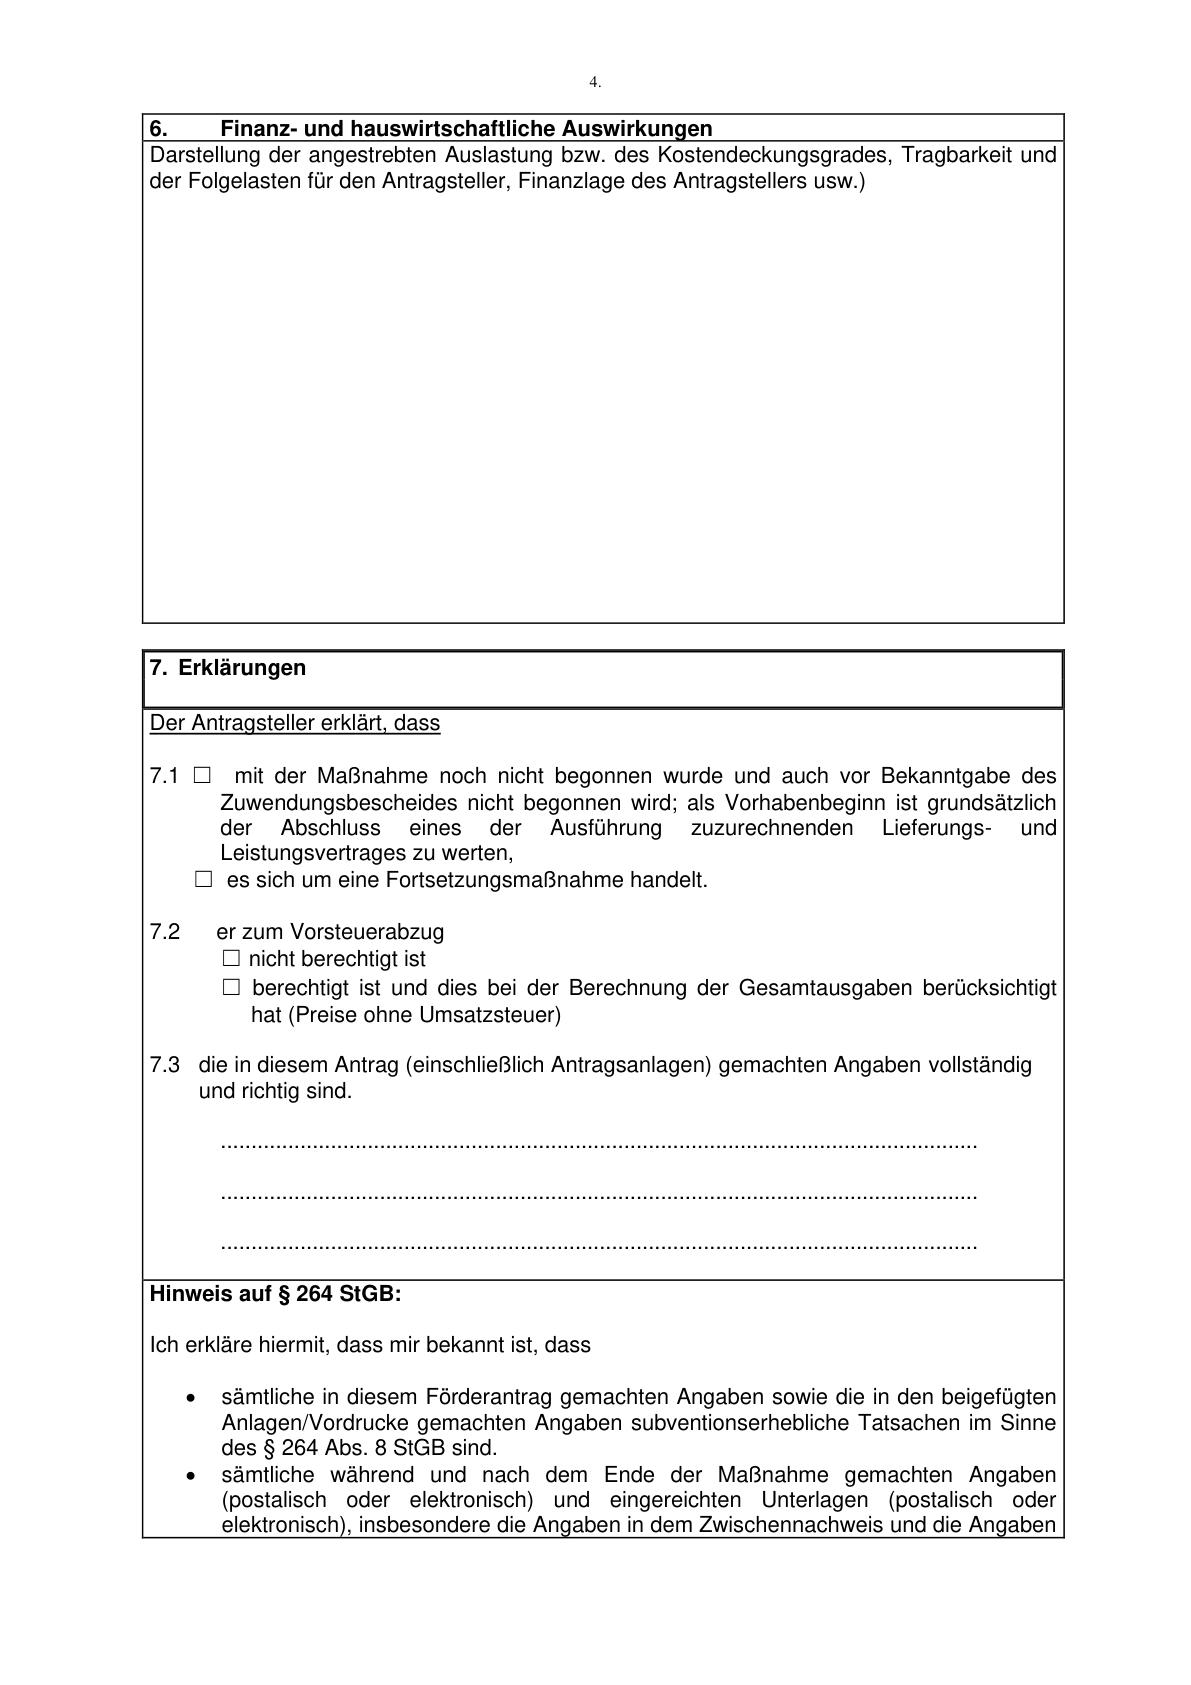 4.
6. Finanz- und hauswirtschaftliche Auswirkungen
Darstellung der angestrebten Auslastung bzw. des Kostendeckungsgrades, Tragbarkeit und
der Folgelasten für den Antragsteller, Finanzlage des Antragstellers usw.)
7. Erklärungen
Der Antragsteller erklärt, dass
7.1 ☐ mit der Maßnahme noch nicht begonnen wurde und auch vor Bekanntgabe des
Zuwendungsbescheides nicht begonnen wird; als Vorhabenbeginn ist grundsätzlich
der Abschluss eines der Ausführung zuzurechnenden Lieferungs- und
Leistungsvertrages zu werten,
☐ es sich um eine Fortsetzungsmaßnahme handelt.
7.2 er zum Vorsteuerabzug
☐ nicht berechtigt ist
☐ berechtigt ist und dies bei der Berechnung der Gesamtausgaben berücksichtigt
hat (Preise ohne Umsatzsteuer)
7.3 die in diesem Antrag (einschließlich Antragsanlagen) gemachten Angaben vollständig
und richtig sind.
............................................................................................................................
............................................................................................................................
............................................................................................................................
Hinweis auf § 264 StGB:
Ich erkläre hiermit, dass mir bekannt ist, dass
• sämtliche in diesem Förderantrag gemachten Angaben sowie die in den beigefügten
Anlagen/Vordrucke gemachten Angaben subventionserhebliche Tatsachen im Sinne
des § 264 Abs. 8 StGB sind.
• sämtliche während und nach dem Ende der Maßnahme gemachten Angaben
(postalisch oder elektronisch) und eingereichten Unterlagen (postalisch oder
elektronisch), insbesondere die Angaben in dem Zwischennachweis und die Angaben